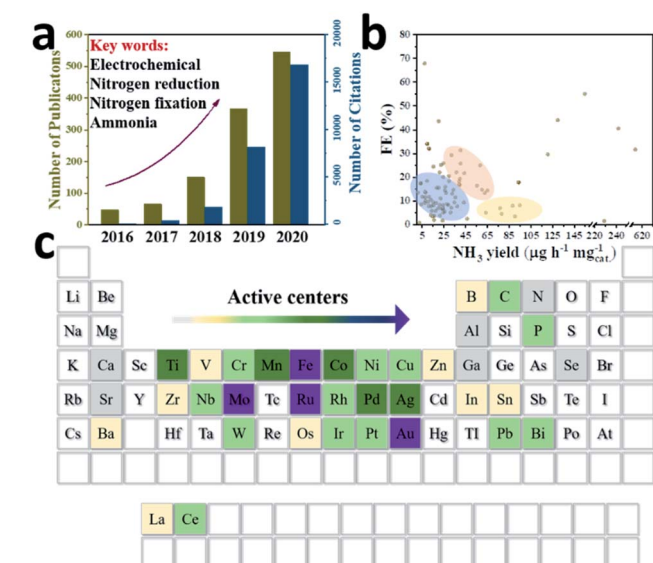 a
b
Key words:
Electrochemical
Nitrogen reduction
Nitrogen fixation
Ammonia
Number of Publicatons
Number of Citations
600
500
400
300
200
100
0
20000
15000
10000
5000
0
2016 2017 2018 2019 2020
FE (%)
80
70
60
50
40
30
20
10
0
5 25 45 65 85 105 125 145 220 240 620
NH₃ yield (μg h⁻¹ mg⁻¹cat.)
c
Active centers
Li Be B C N O F
Na Mg Al Si P S Cl
K Ca Sc Ti V Cr Mn Fe Co Ni Cu Zn Ga Ge As Se Br
Rb Sr Y Zr Nb Mo Tc Ru Rh Pd Ag Cd In Sn Sb Te I
Cs Ba Hf Ta W Re Os Ir Pt Au Hg Tl Pb Bi Po At
La Ce